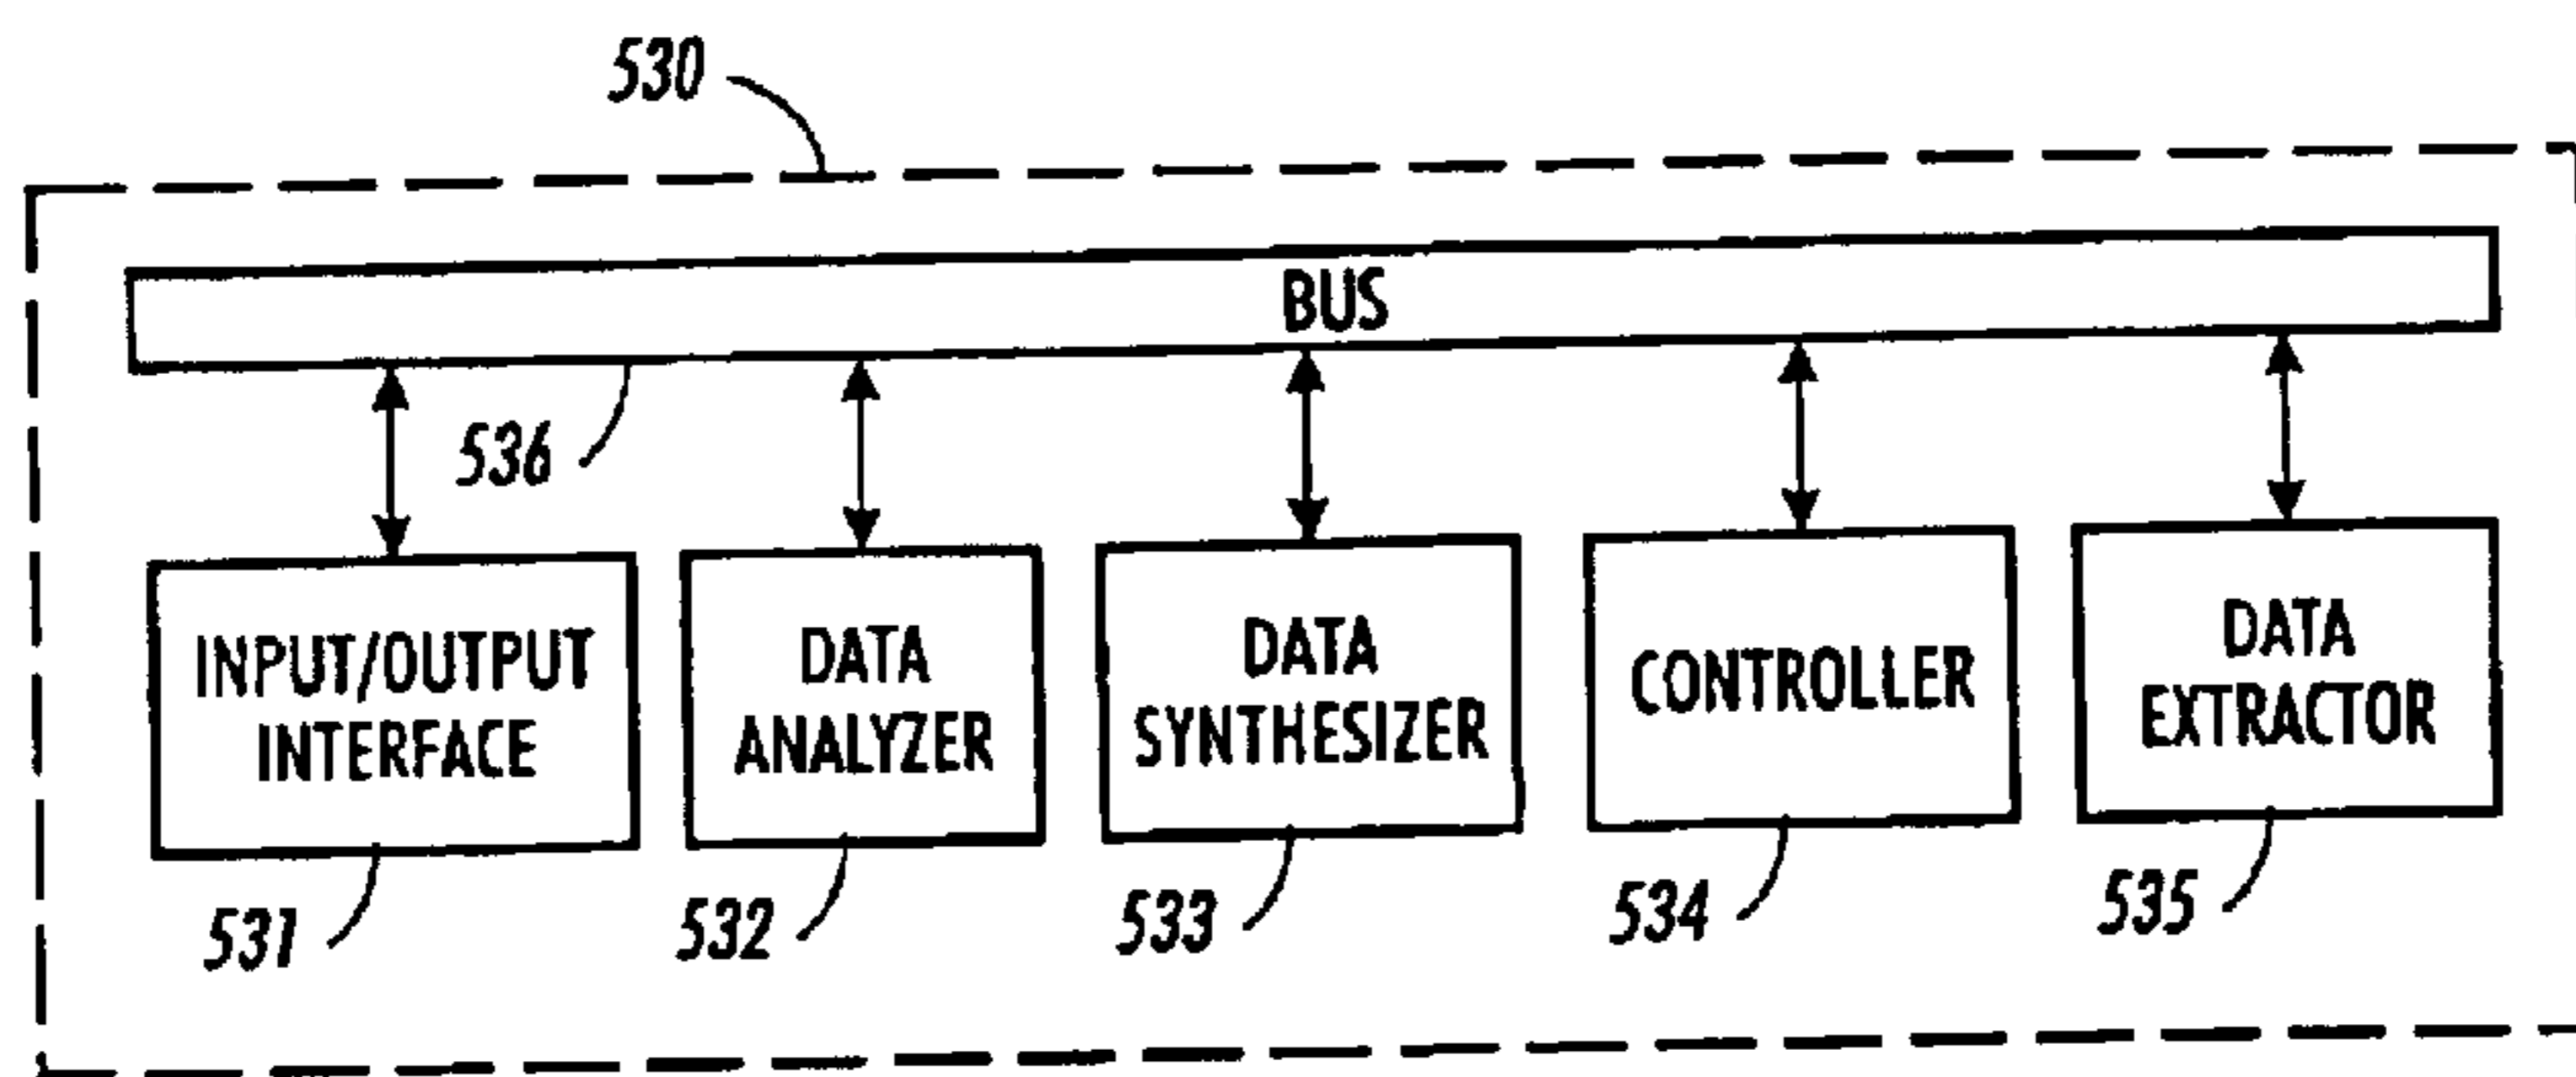 530
BUS
536
INPUT/OUTPUT
INTERFACE
DATA
ANALYZER
DATA
SYNTHESIZER
CONTROLLER
DATA
EXTRACTOR
531
532
533
534
535